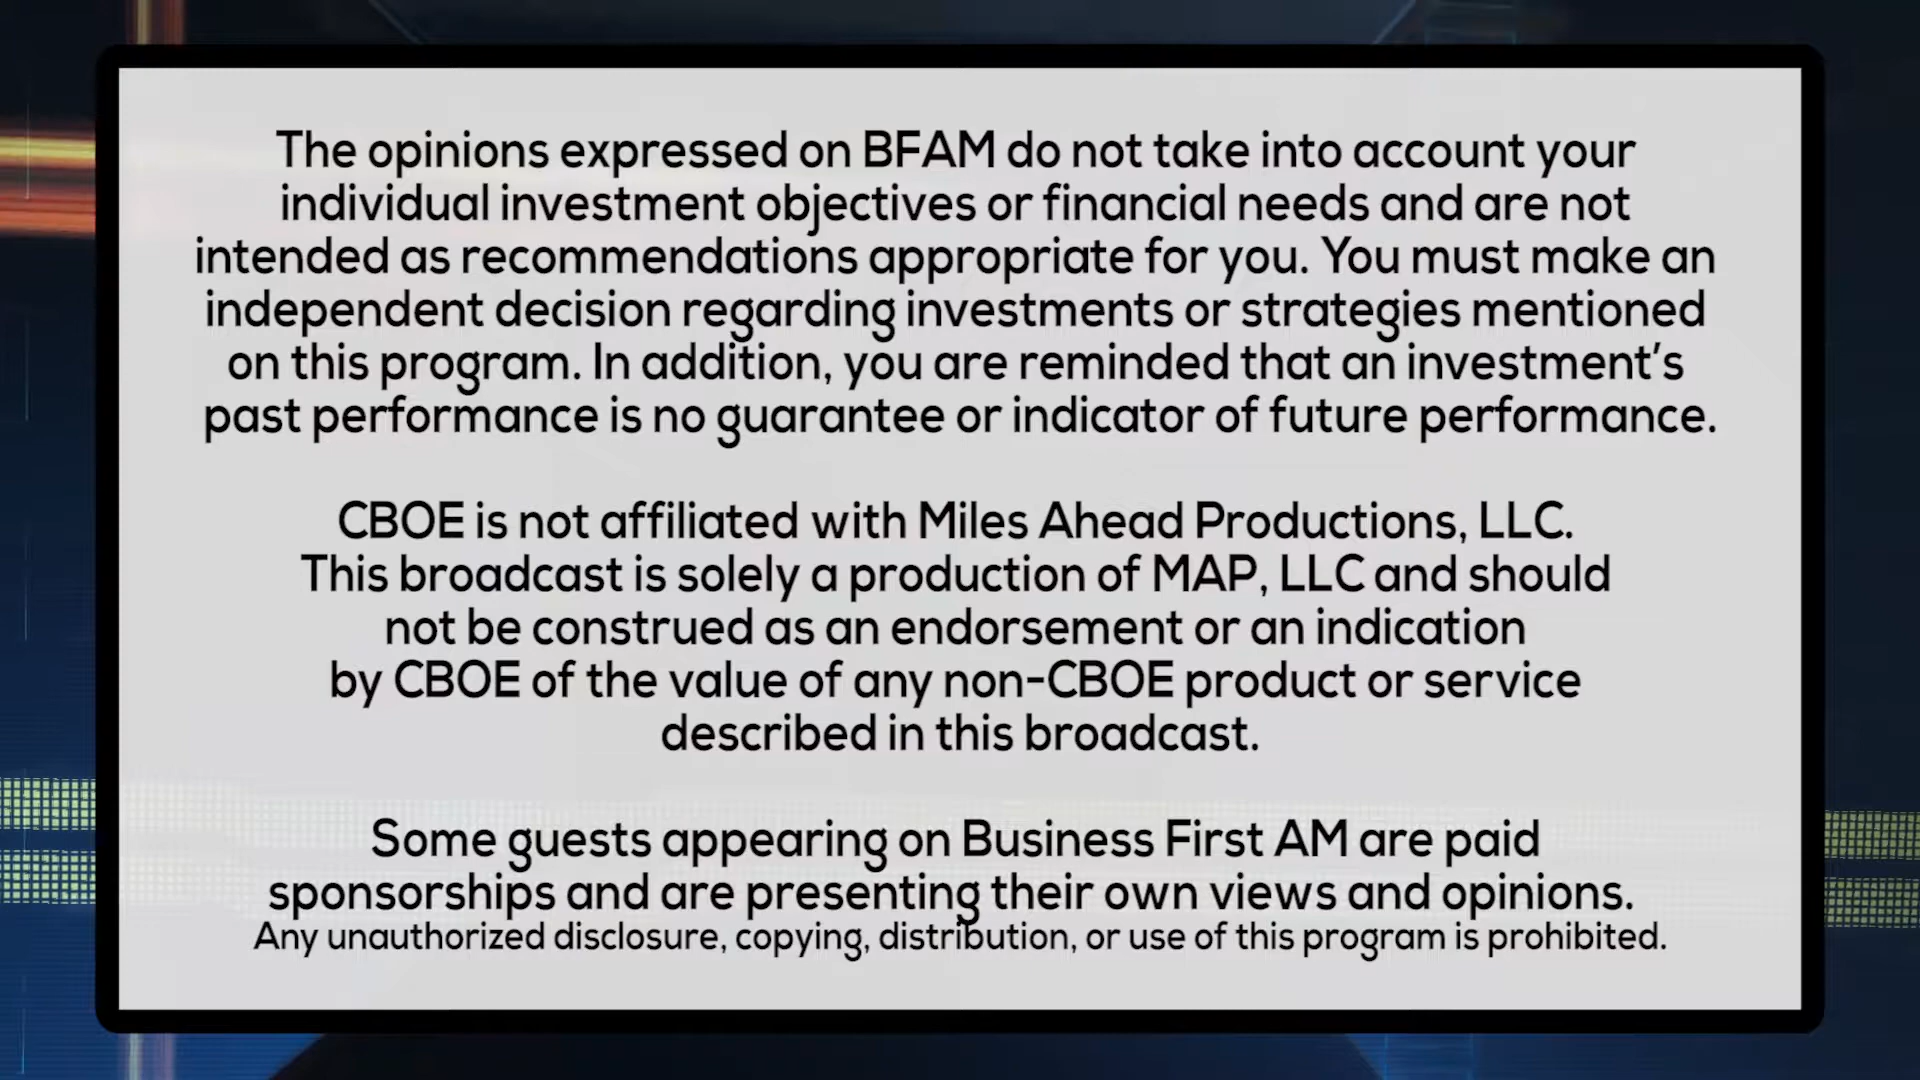 The opinions expressed on BFAM do not take into account your
individual investment objectives or financial needs and are not
intended as recommendations appropriate for you. You must make an
independent decision regarding investments or strategies mentioned
on this program. In addition, you are reminded that an investment’s
past performance is no guarantee or indicator of future performance.
CBOE is not affiliated with Miles Ahead Productions, LLC.
This broadcast is solely a production of MAP, LLC and should
not be construed as an endorsement or an indication
by CBOE of the value of any non-CBOE product or service
described in this broadcast.
Some guests appearing on Business First AM are paid
sponsorships and are presenting their own views and opinions.
Any unauthorized disclosure, copying, distribution, or use of this program is prohibited.